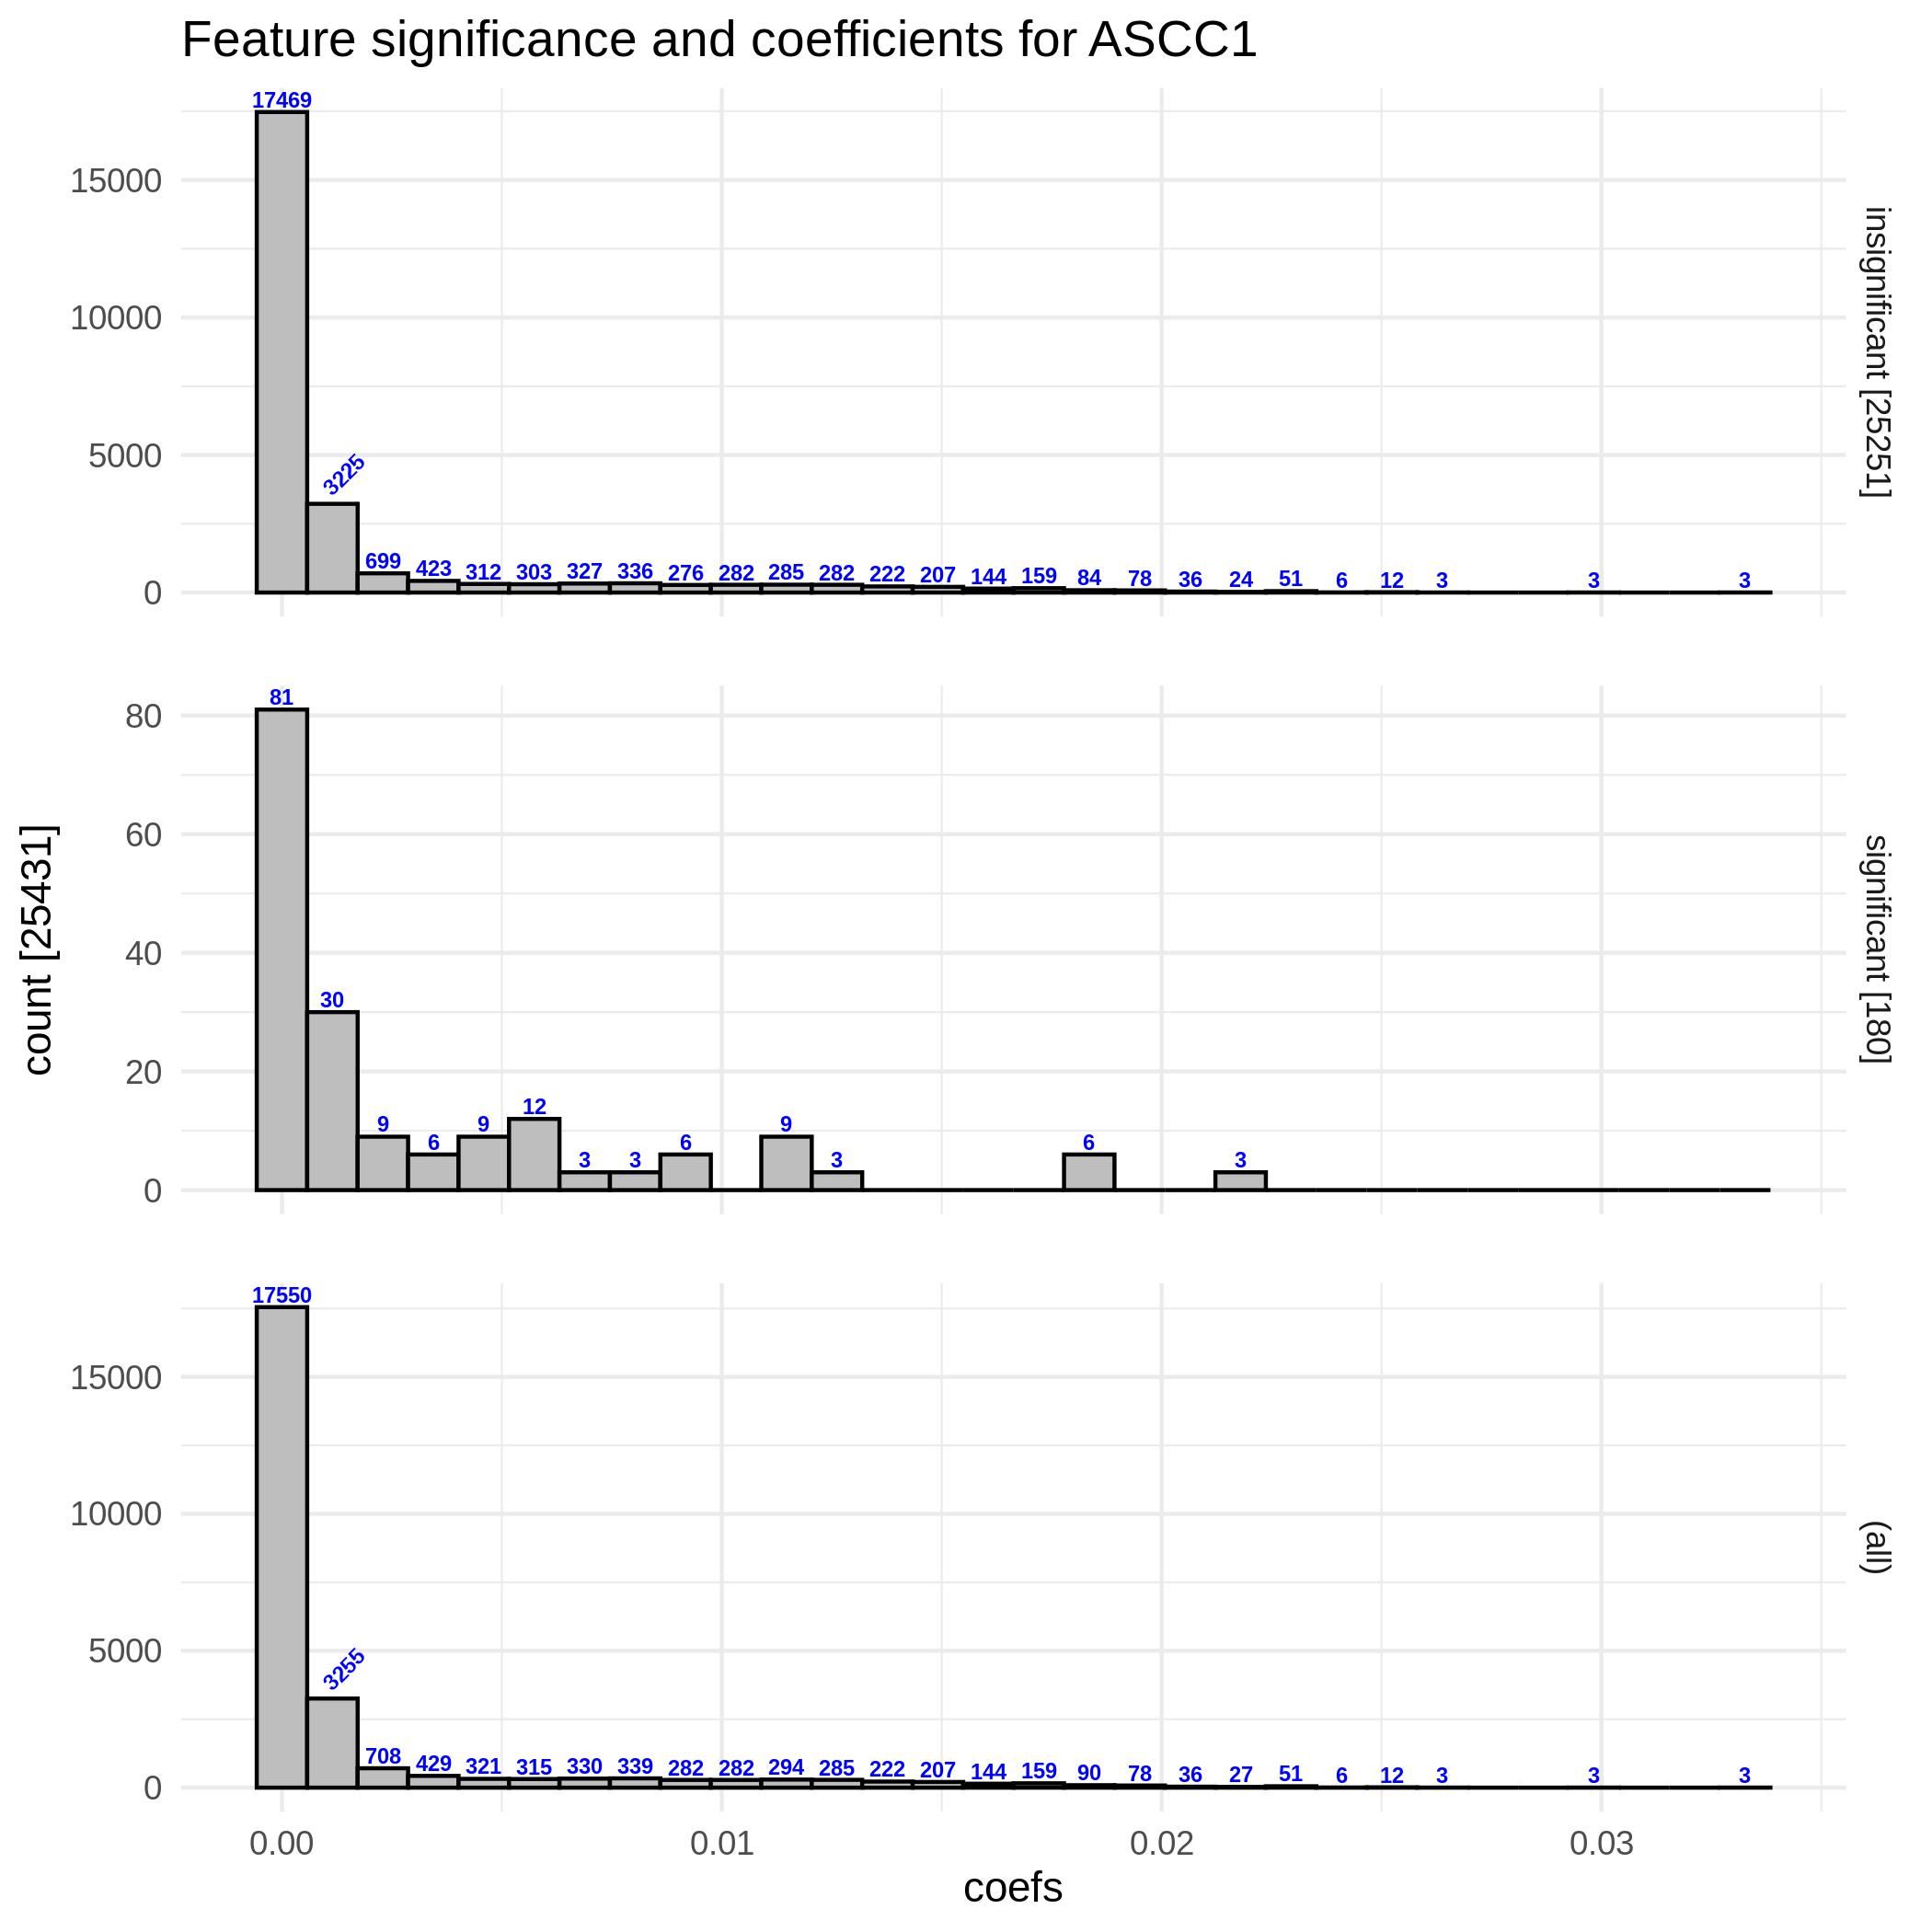 Feature significance and coefficients for ASCC1
count [25431]
insignificant [25251]
15000
10000
5000
0
17469
3225
699 423 312 303 327 336 276 282 285 282 222 207 144 159 84 78 36 24 51 6 12 3 3 3
significant [180]
80
60
40
20
0
81
30
9 6 9 12 3 3 6 9 3 6 3
(all)
15000
10000
5000
0
17550
3255
708 429 321 315 330 339 282 282 294 285 222 207 144 159 90 78 36 27 51 6 12 3 3 3
0.00 0.01 0.02 0.03
coefs